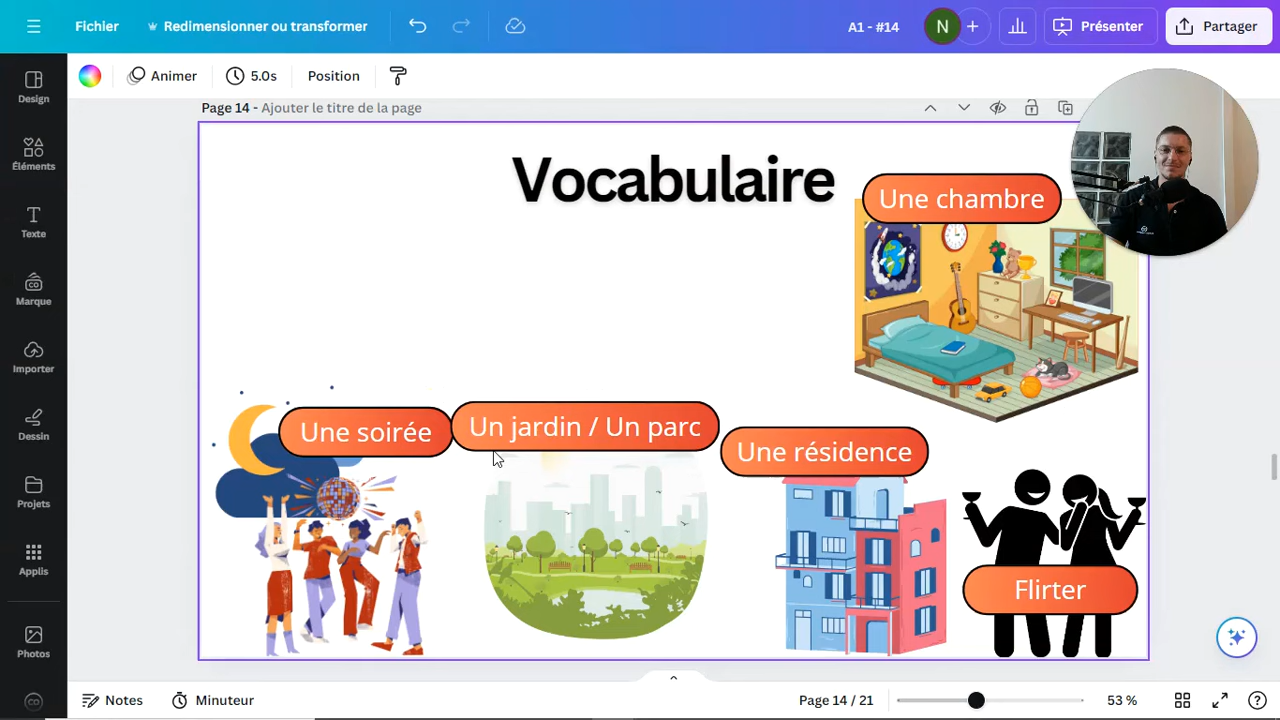 Fichier
Redimensionner ou transformer
A1 - #14
N
Présenter
Partager
Design
Éléments
Texte
Marque
Importer
Dessin
Projets
Applis
Photos
Animer
5.0s
Position
Page 14 - Ajouter le titre de la page
Vocabulaire
Une chambre
Une soirée
Un jardin / Un parc
Une résidence
Flirter
Notes
Minuteur
Page 14 / 21
53 %